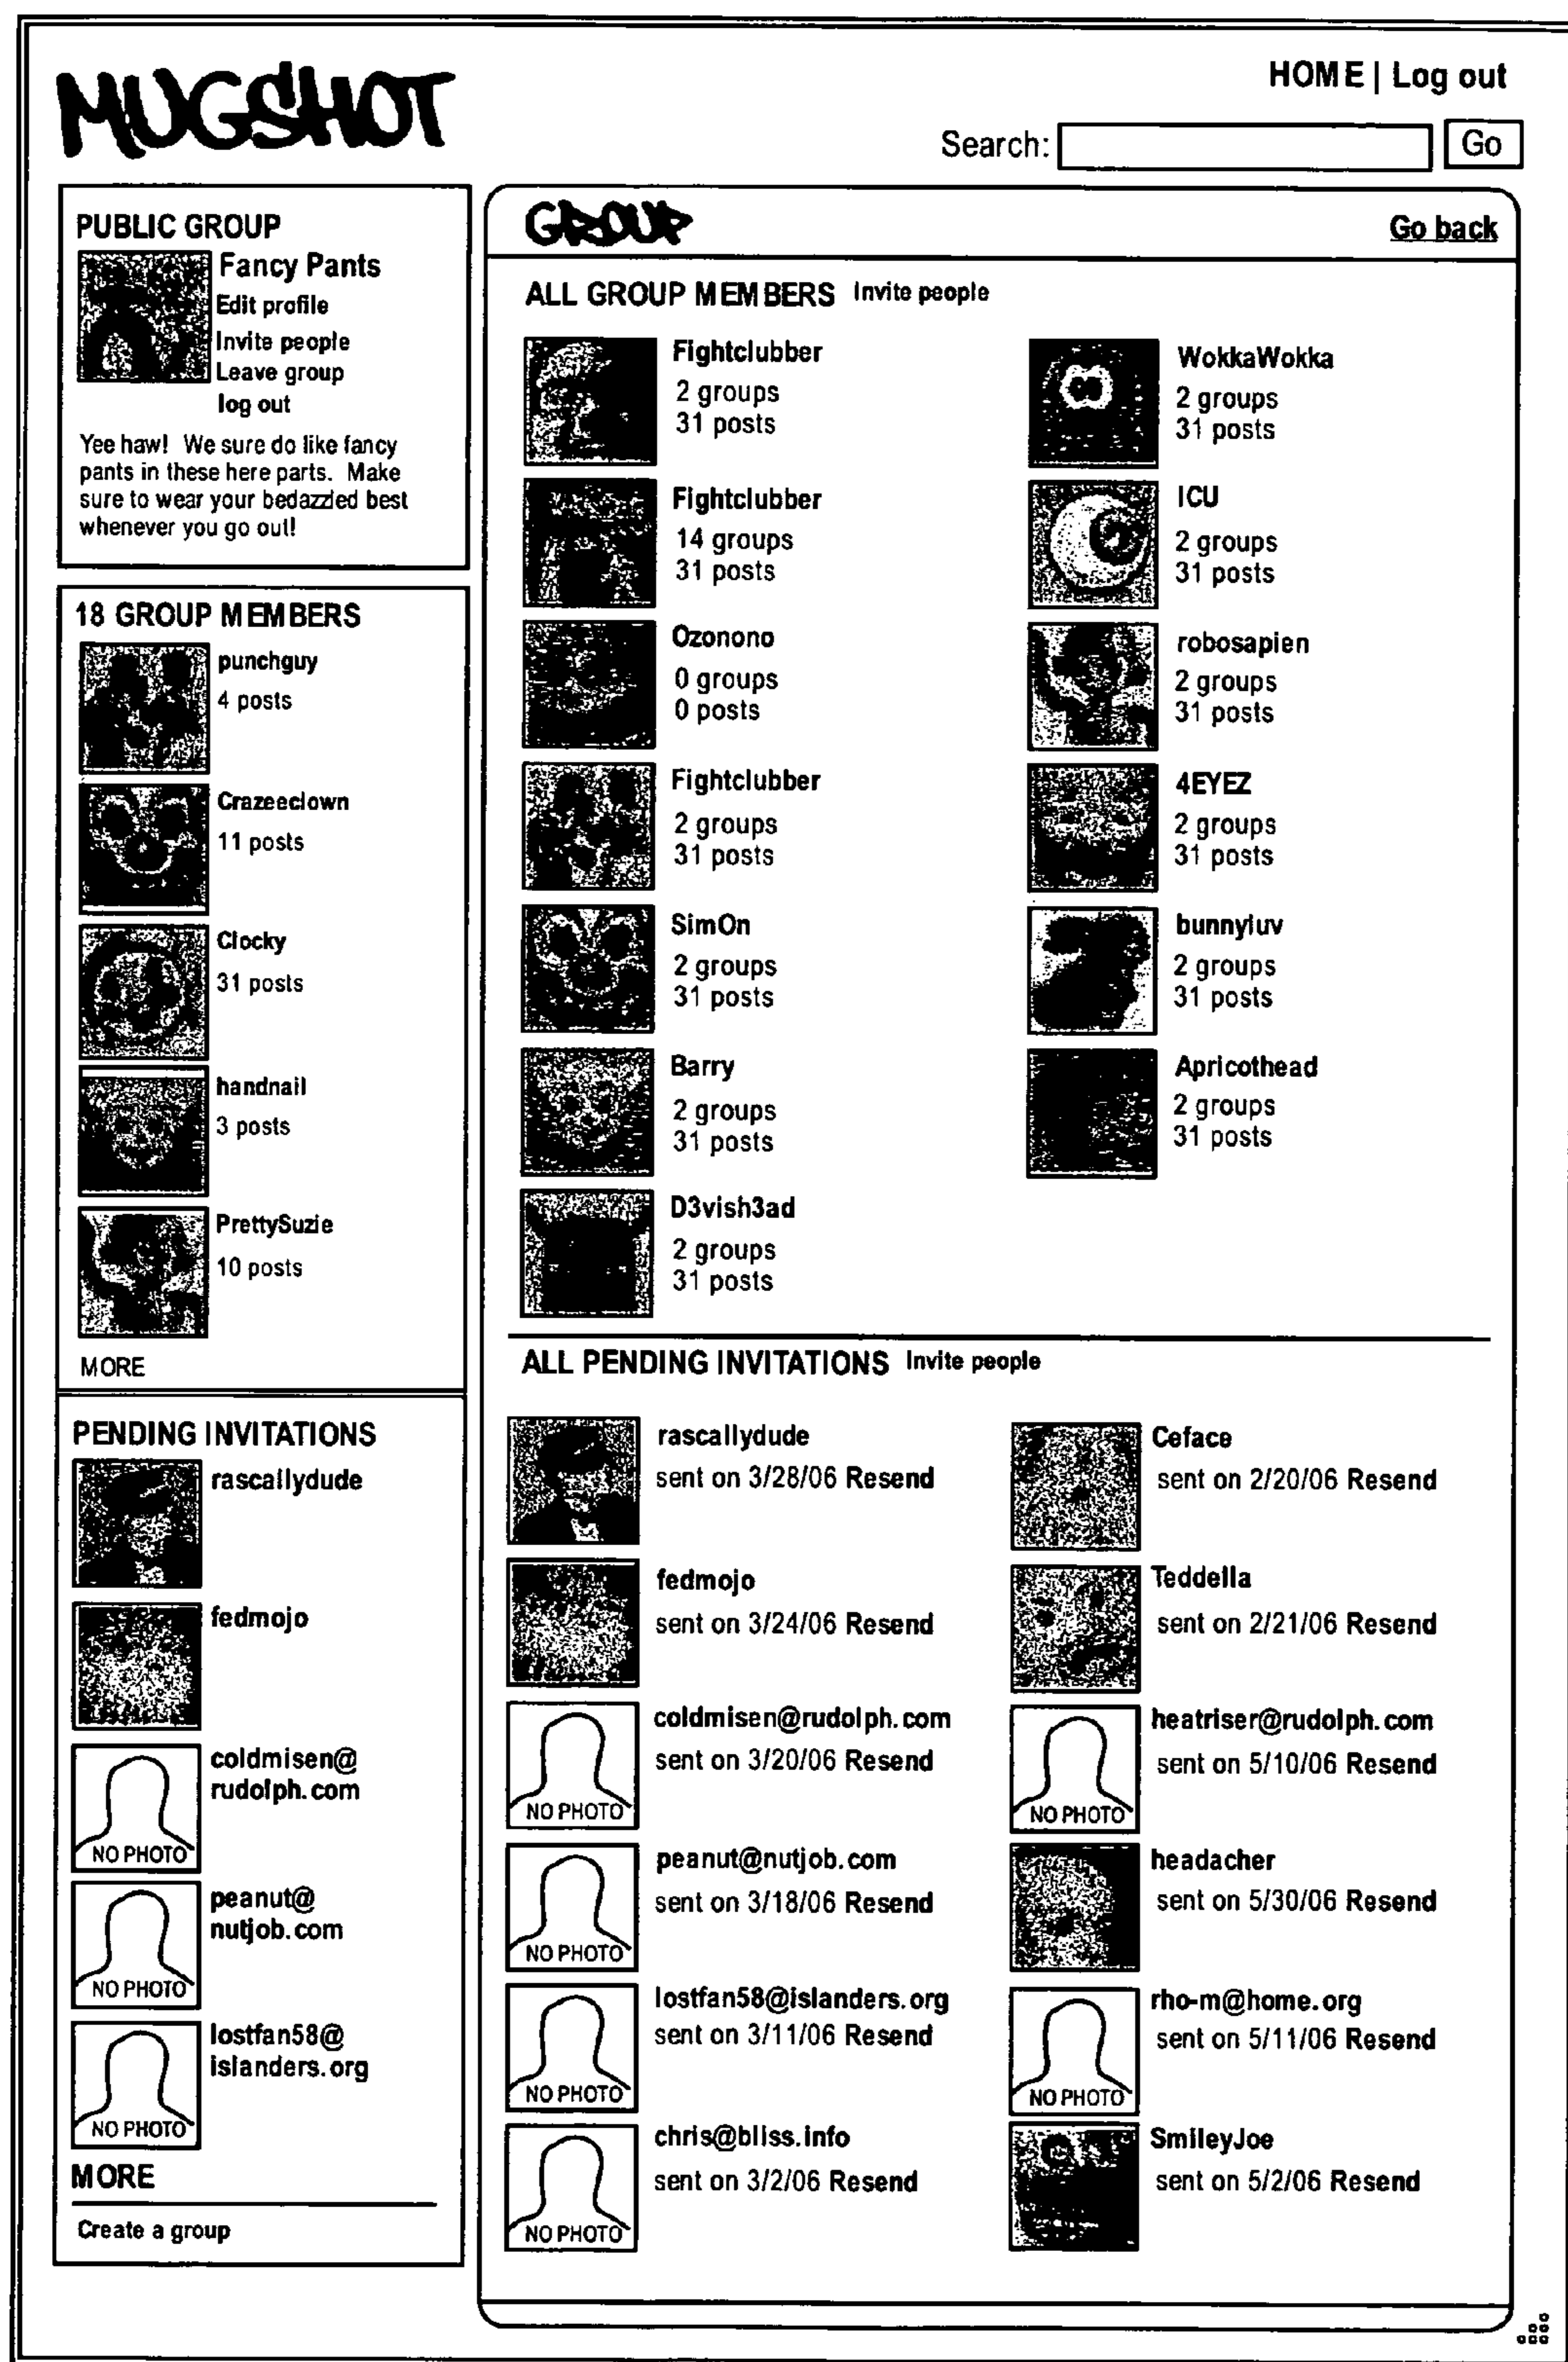 MUGSHOT
HOME | Log out
Search:
Go
PUBLIC GROUP
Fancy Pants
Edit profile
Invite people
Leave group
log out
Yee haw! We sure do like fancy
pants in these here parts. Make
sure to wear your bedazzled best
whenever you go out!
18 GROUP MEMBERS
punchguy
4 posts
Crazeeclown
11 posts
Clocky
31 posts
handnail
3 posts
PrettySuzie
10 posts
MORE
PENDING INVITATIONS
rascallydude
fedmojo
coldmisen@
rudolph.com
NO PHOTO
peanut@
nutjob.com
NO PHOTO
lostfan58@
islanders.org
NO PHOTO
MORE
Create a group
GROUP
Go back
ALL GROUP MEMBERS Invite people
Fightclubber
2 groups
31 posts
Fightclubber
14 groups
31 posts
Ozonono
0 groups
0 posts
Fightclubber
2 groups
31 posts
SimOn
2 groups
31 posts
Barry
2 groups
31 posts
D3vish3ad
2 groups
31 posts
WokkaWokka
2 groups
31 posts
ICU
2 groups
31 posts
robosapien
2 groups
31 posts
4EYEZ
2 groups
31 posts
bunnyluv
2 groups
31 posts
Apricothead
2 groups
31 posts
ALL PENDING INVITATIONS Invite people
rascallydude
sent on 3/28/06 Resend
fedmojo
sent on 3/24/06 Resend
coldmisen@rudolph.com
sent on 3/20/06 Resend
NO PHOTO
peanut@nutjob.com
sent on 3/18/06 Resend
NO PHOTO
lostfan58@islanders.org
sent on 3/11/06 Resend
NO PHOTO
chris@bliss.info
sent on 3/2/06 Resend
NO PHOTO
Ceface
sent on 2/20/06 Resend
Teddella
sent on 2/21/06 Resend
heatriser@rudolph.com
sent on 5/10/06 Resend
NO PHOTO
headacher
sent on 5/30/06 Resend
rho-m@home.org
sent on 5/11/06 Resend
NO PHOTO
SmileyJoe
sent on 5/2/06 Resend